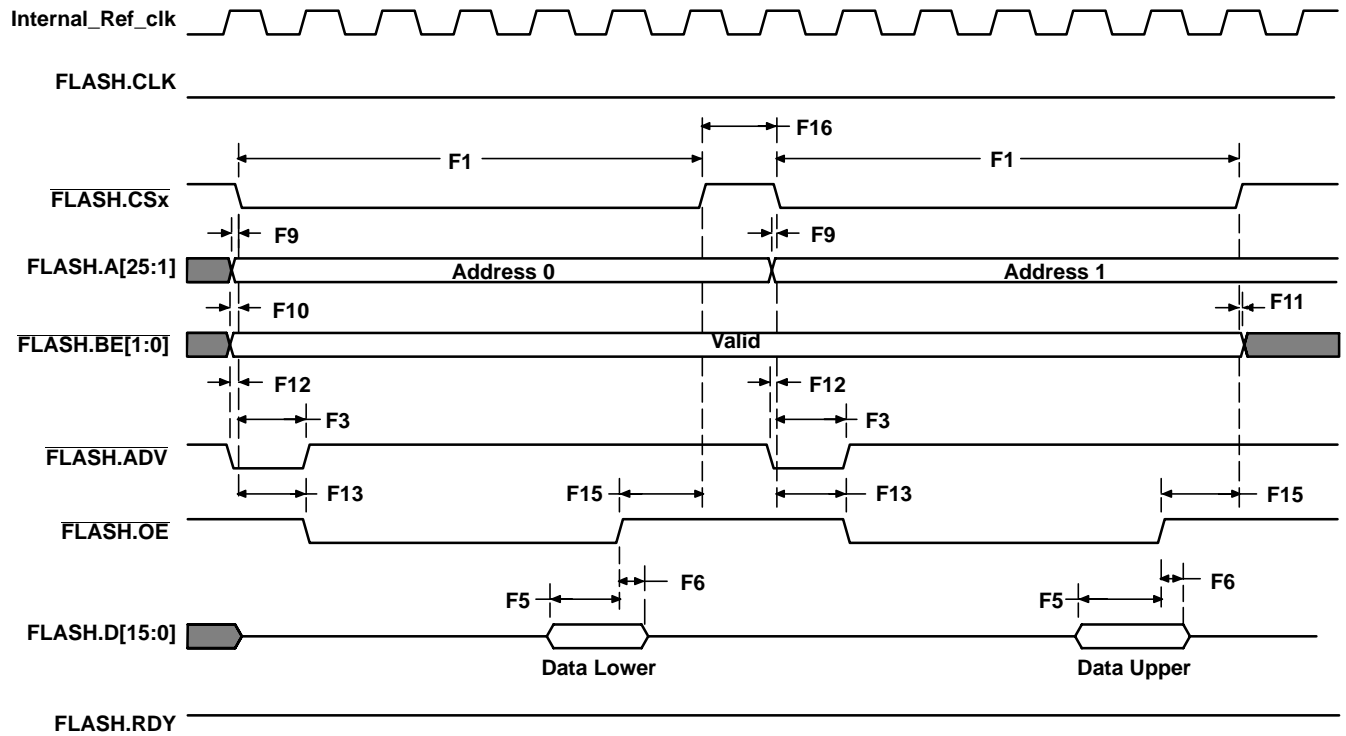 Internal_Ref_clk
FLASH.CLK
F16
F1 F1
FLASH.CSx
F9 F9
FLASH.A[25:1] Address 0 Address 1
F10 F11
FLASH.BE[1:0] Valid
F12 F12
F3 F3
FLASH.ADV
F13 F15 F13 F15
FLASH.OE
F5 F6 F5 F6
FLASH.D[15:0]
Data Lower Data Upper
FLASH.RDY